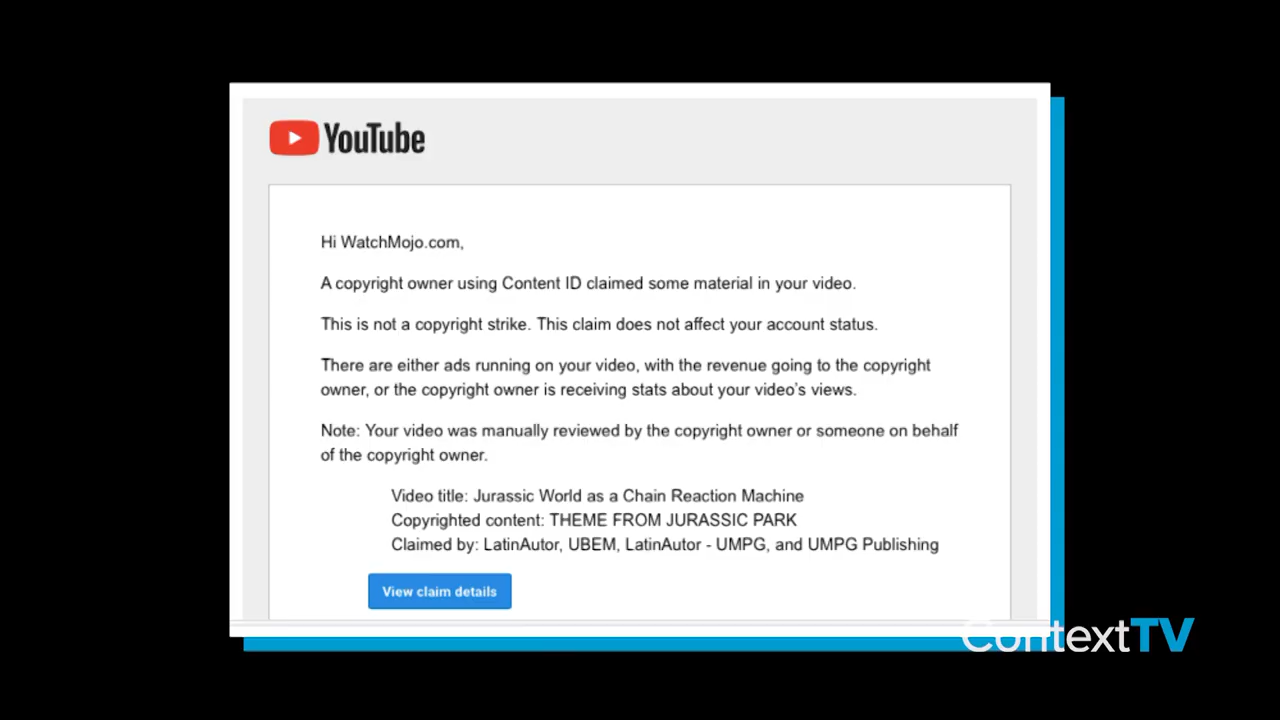 YouTube
Hi WatchMojo.com,
A copyright owner using Content ID claimed some material in your video.
This is not a copyright strike. This claim does not affect your account status.
There are either ads running on your video, with the revenue going to the copyright
owner, or the copyright owner is receiving stats about your video's views.
Note: Your video was manually reviewed by the copyright owner or someone on behalf
of the copyright owner.
Video title: Jurassic World as a Chain Reaction Machine
Copyrighted content: THEME FROM JURASSIC PARK
Claimed by: LatinAutor, UBEM, LatinAutor - UMPG, and UMPG Publishing
View claim details
ContextTV